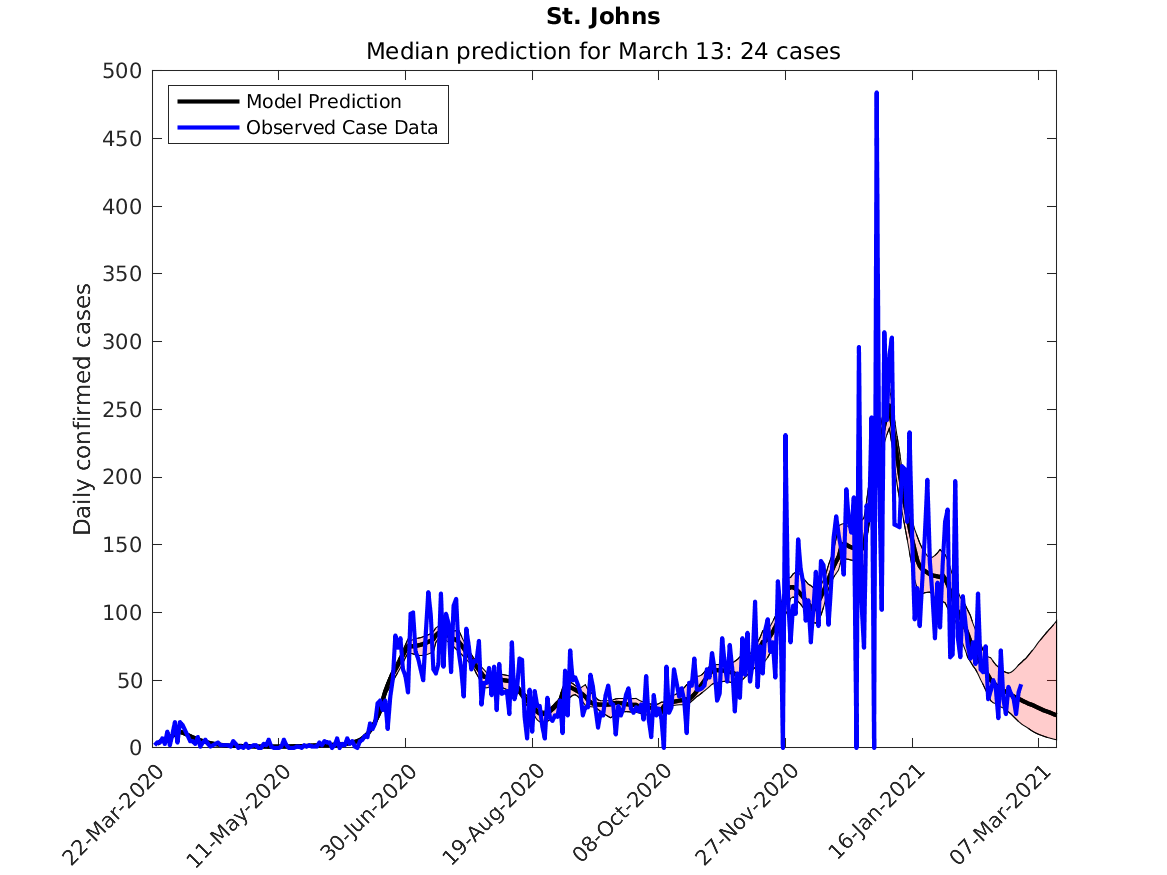 St. Johns
Median prediction for March 13: 24 cases
500
450
400
350
300
250
200
150
100
50
0
Daily confirmed cases
Model Prediction
Observed Case Data
22-Mar-2020
11-May-2020
30-Jun-2020
19-Aug-2020
08-Oct-2020
27-Nov-2020
16-Jan-2021
07-Mar-2021